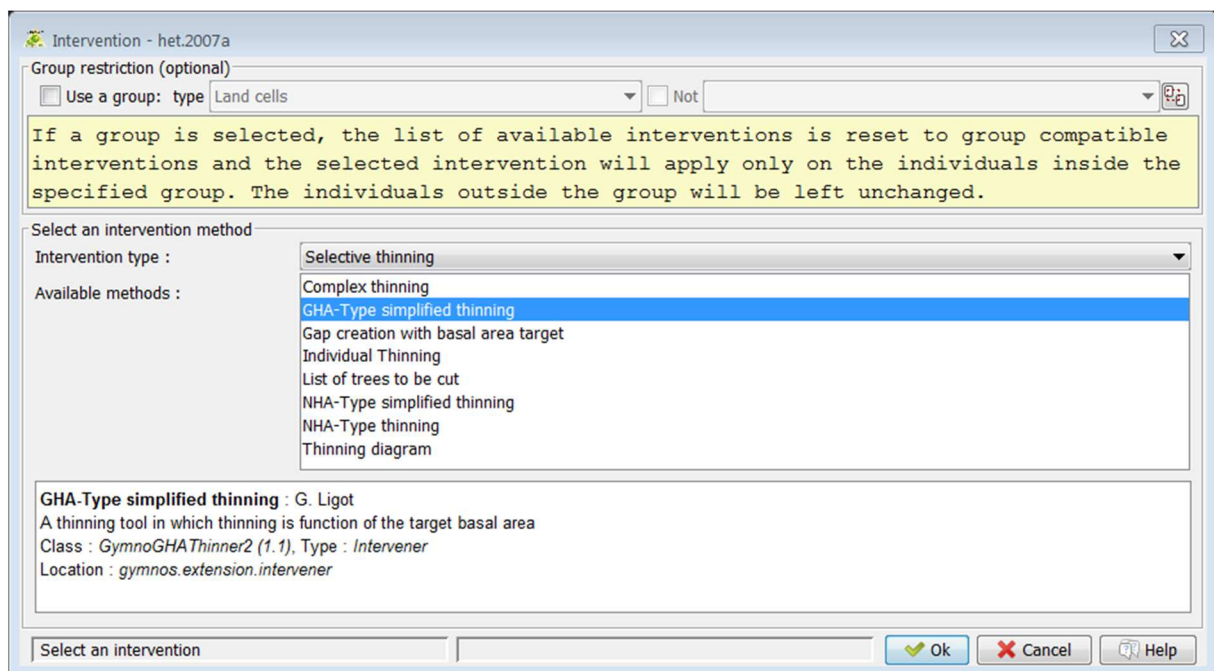 Intervention - het.2007a
Group restriction (optional)
Use a group: type Land cells Not
If a group is selected, the list of available interventions is reset to group compatible
interventions and the selected intervention will apply only on the individuals inside the
specified group. The individuals outside the group will be left unchanged.
Select an intervention method
Intervention type : Selective thinning
Available methods : Complex thinning
GHA-Type simplified thinning
Gap creation with basal area target
Individual Thinning
List of trees to be cut
NHA-Type simplified thinning
NHA-Type thinning
Thinning diagram
GHA-Type simplified thinning : G. Ligot
A thinning tool in which thinning is function of the target basal area
Class : GymnoGHAThinner2 (1.1), Type : Intervener
Location : gymnos.extension.intervener
Select an intervention Ok Cancel Help